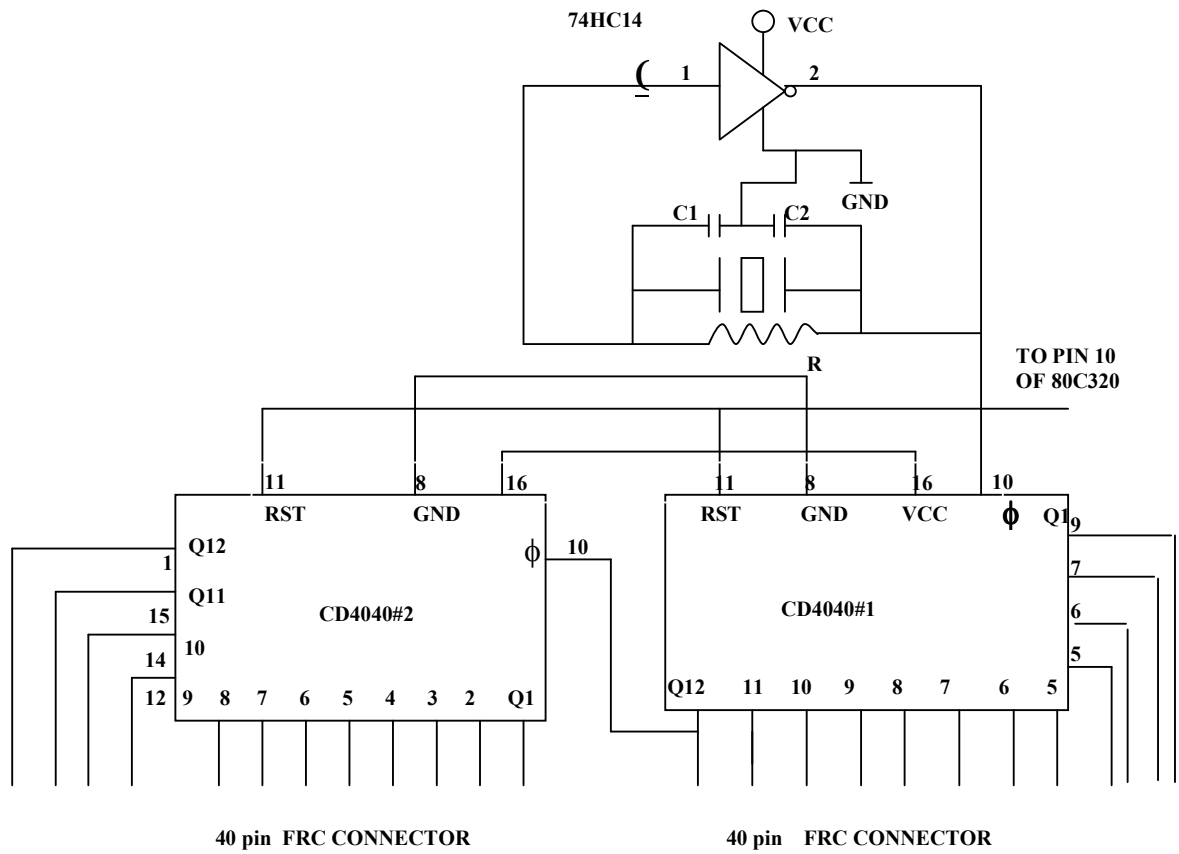 74HC14
VCC
( 1 2
GND
C1 C2
R
TO PIN 10
OF 80C320
11 8 16 11 8 16 10
RST GND RST GND VCC ϕ Q1
9
Q12 ϕ 10
1
7
Q11
CD4040#2 CD4040#1
15
6
10
14
5
12 9 8 7 6 5 4 3 2 Q1
Q12 11 10 9 8 7 6 5
40 pin FRC CONNECTOR 40 pin FRC CONNECTOR